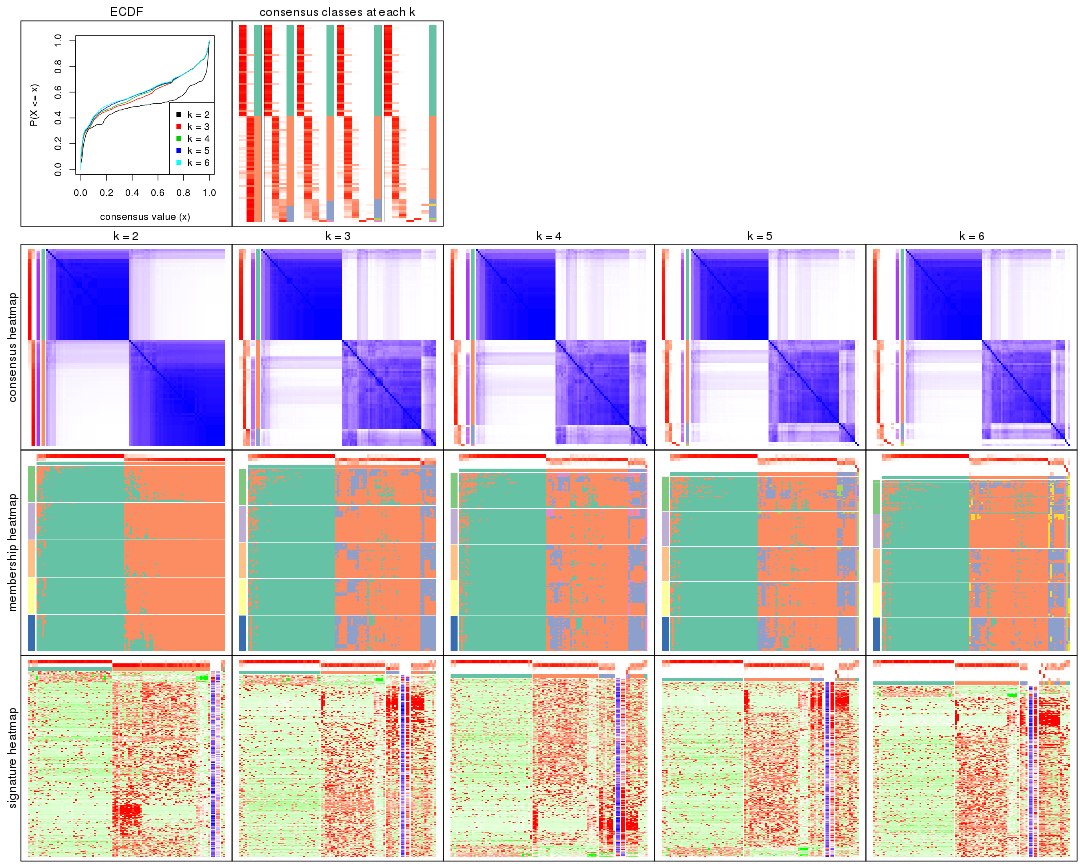 ECDF
consensus classes at each k
P(X <= x)
0.0 0.2 0.4 0.6 0.8 1.0
k = 2
k = 3
k = 4
k = 5
k = 6
0.0 0.2 0.4 0.6 0.8 1.0
consensus value (x)
k = 2
k = 3
k = 4
k = 5
k = 6
consensus heatmap
membership heatmap
signature heatmap